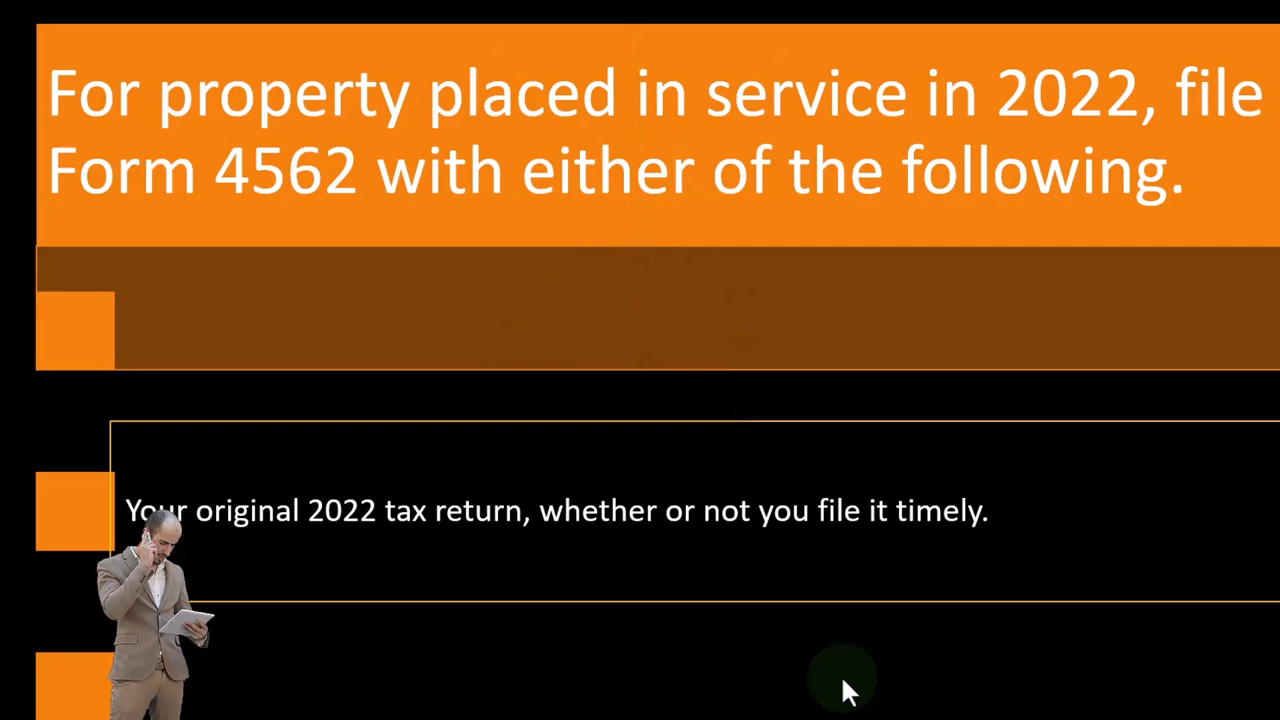 For property placed in service in 2022, file
Form 4562 with either of the following.
Your original 2022 tax return, whether or not you file it timely.